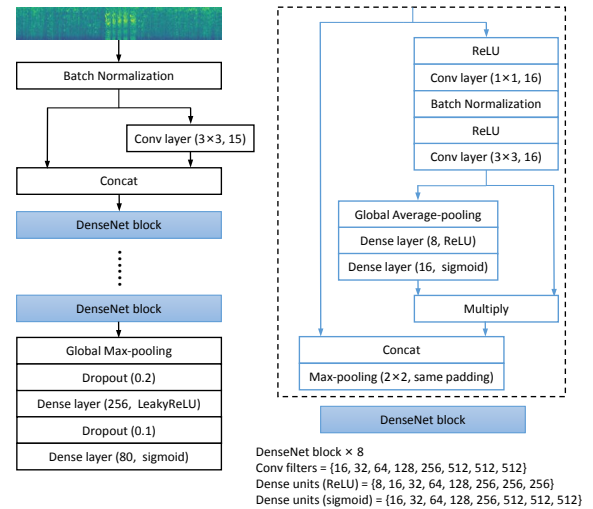 Batch Normalization
Conv layer (3×3, 15)
Concat
DenseNet block
DenseNet block
Global Max-pooling
Dropout (0.2)
Dense layer (256, LeakyReLU)
Dropout (0.1)
Dense layer (80, sigmoid)
ReLU
Conv layer (1×1, 16)
Batch Normalization
ReLU
Conv layer (3×3, 16)
Global Average-pooling
Dense layer (8, ReLU)
Dense layer (16, sigmoid)
Multiply
Concat
Max-pooling (2×2, same padding)
DenseNet block
DenseNet block × 8
Conv filters = {16, 32, 64, 128, 256, 512, 512, 512}
Dense units (ReLU) = {8, 16, 32, 64, 128, 256, 256, 256}
Dense units (sigmoid) = {16, 32, 64, 128, 256, 512, 512, 512}